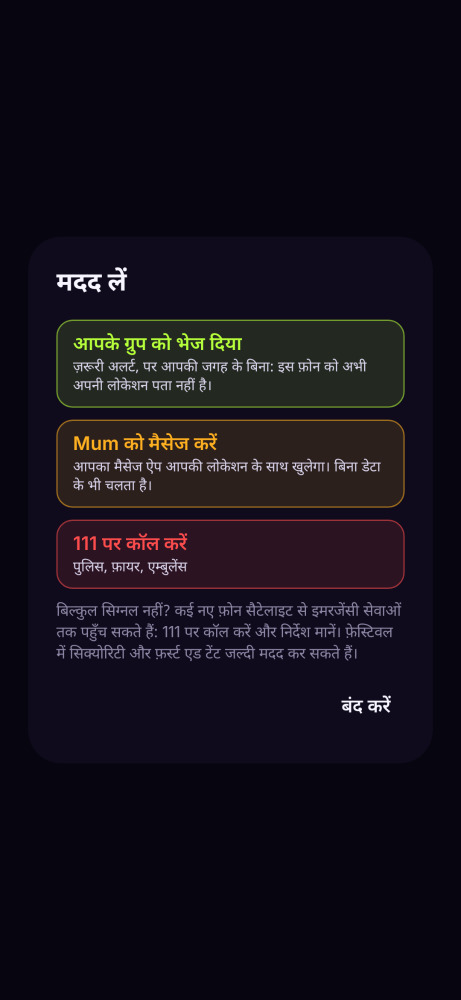 मदद लें
आपके ग्रुप को भेज दिया
ज़रूरी अलर्ट, पर आपकी जगह के बिना: इस फ़ोन को अभी
अपनी लोकेशन पता नहीं है।
Mum को मैसेज करें
आपका मैसेज ऐप आपकी लोकेशन के साथ खुलेगा। बिना डेटा
के भी चलता है।
111 पर कॉल करें
पुलिस, फ़ायर, एम्बुलेंस
बिल्कुल सिग्नल नहीं? कई नए फ़ोन सैटेलाइट से इमरजेंसी सेवाओं
तक पहुँच सकते हैं: 111 पर कॉल करें और निर्देश मानें। फ़ेस्टिवल
में सिक्योरिटी और फ़र्स्ट एड टेंट जल्दी मदद कर सकते हैं।
बंद करें